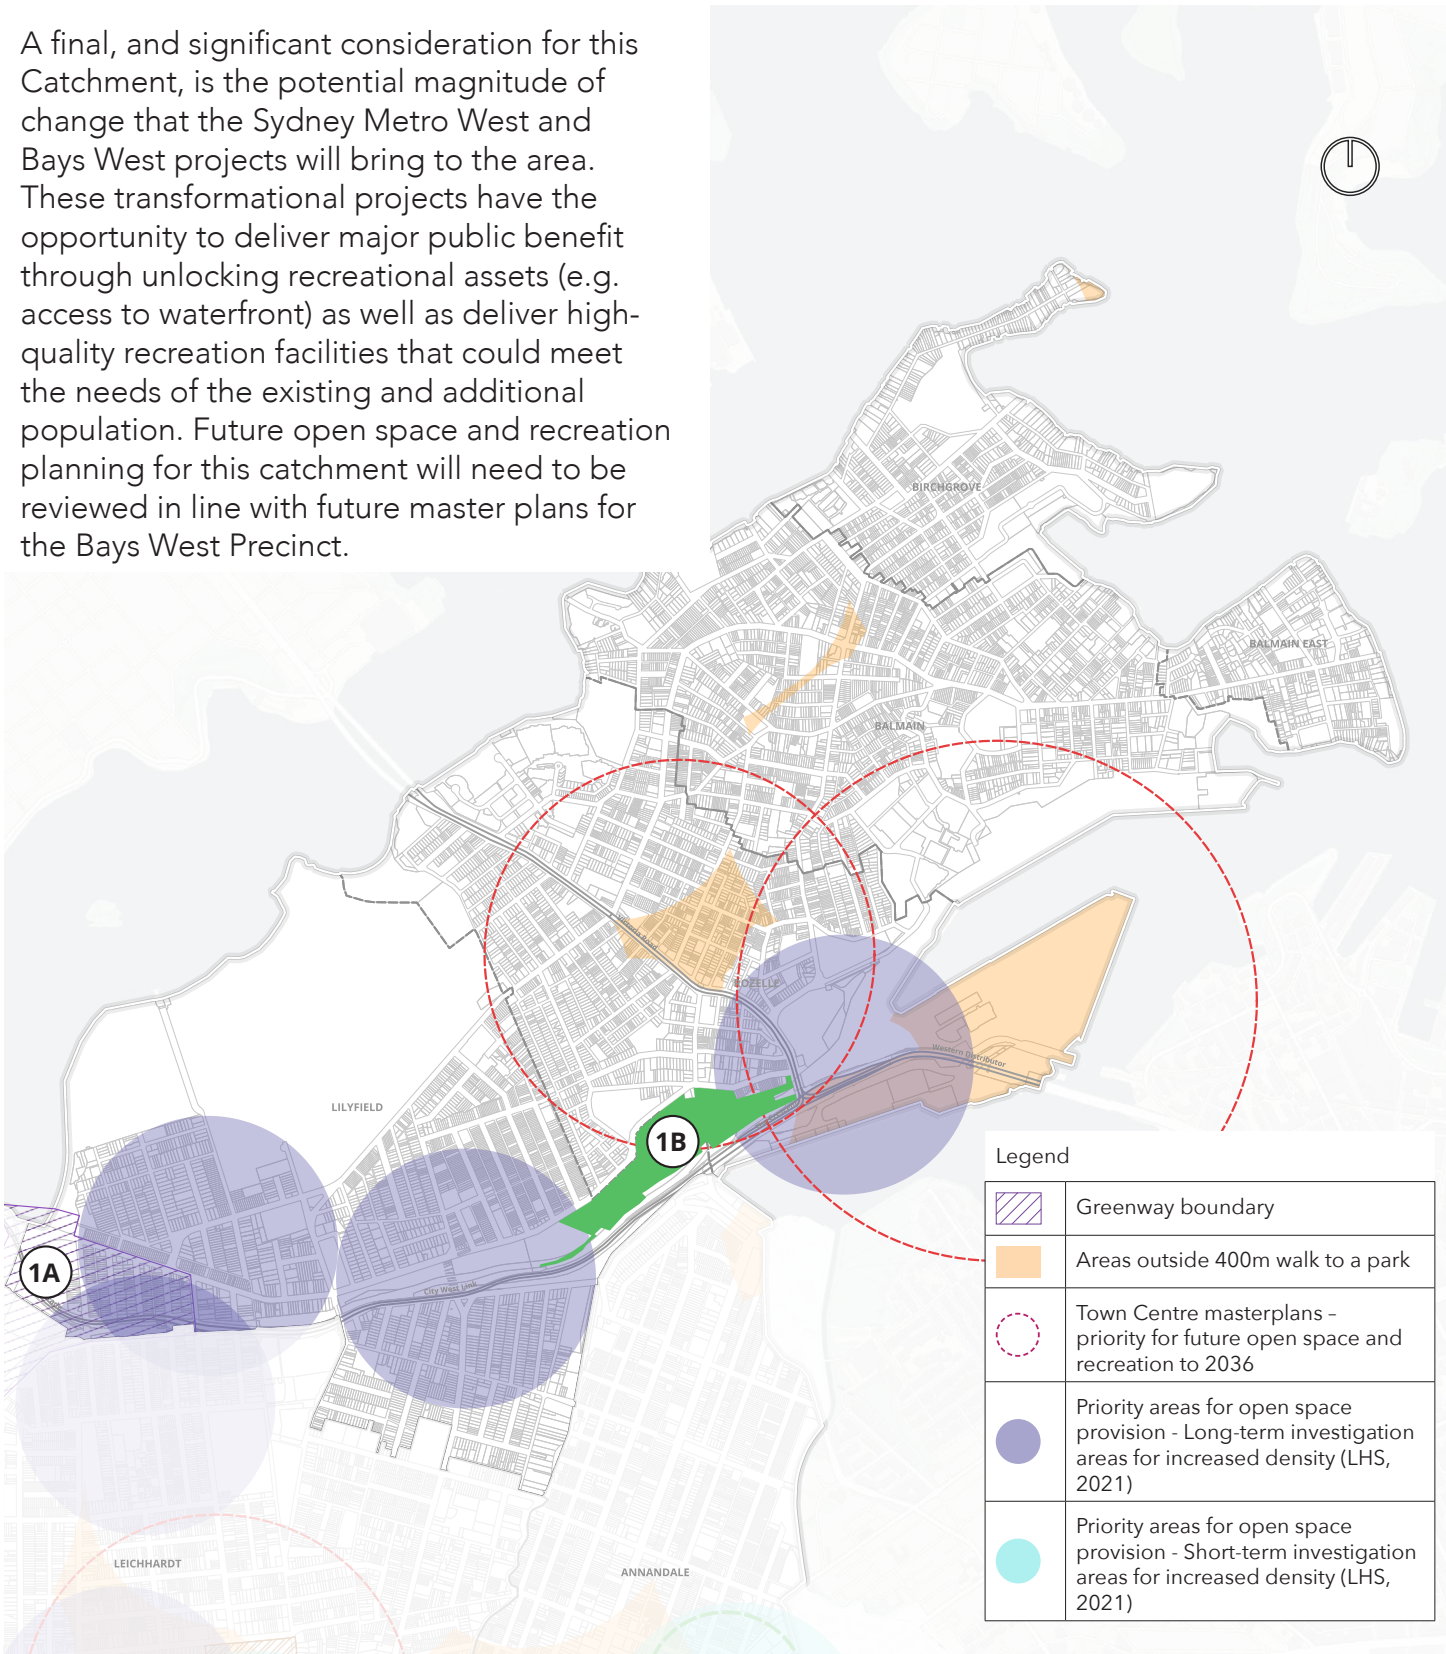 A final, and significant consideration for this
Catchment, is the potential magnitude of
change that the Sydney Metro West and
Bays West projects will bring to the area.
These transformational projects have the
opportunity to deliver major public benefit
through unlocking recreational assets (e.g.
access to waterfront) as well as deliver high-
quality recreation facilities that could meet
the needs of the existing and additional
population. Future open space and recreation
planning for this catchment will need to be
reviewed in line with future master plans for
the Bays West Precinct.
BIRCHGROVE
BALMAIN EAST
BALMAIN
Victoria Road
ROZELLE
Western Distributor
LILYFIELD
1B
1A
City West Link
LEICHHARDT
ANNANDALE
Legend
Greenway boundary
Areas outside 400m walk to a park
Town Centre masterplans –
priority for future open space and
recreation to 2036
Priority areas for open space
provision - Long-term investigation
areas for increased density (LHS,
2021)
Priority areas for open space
provision - Short-term investigation
areas for increased density (LHS,
2021)